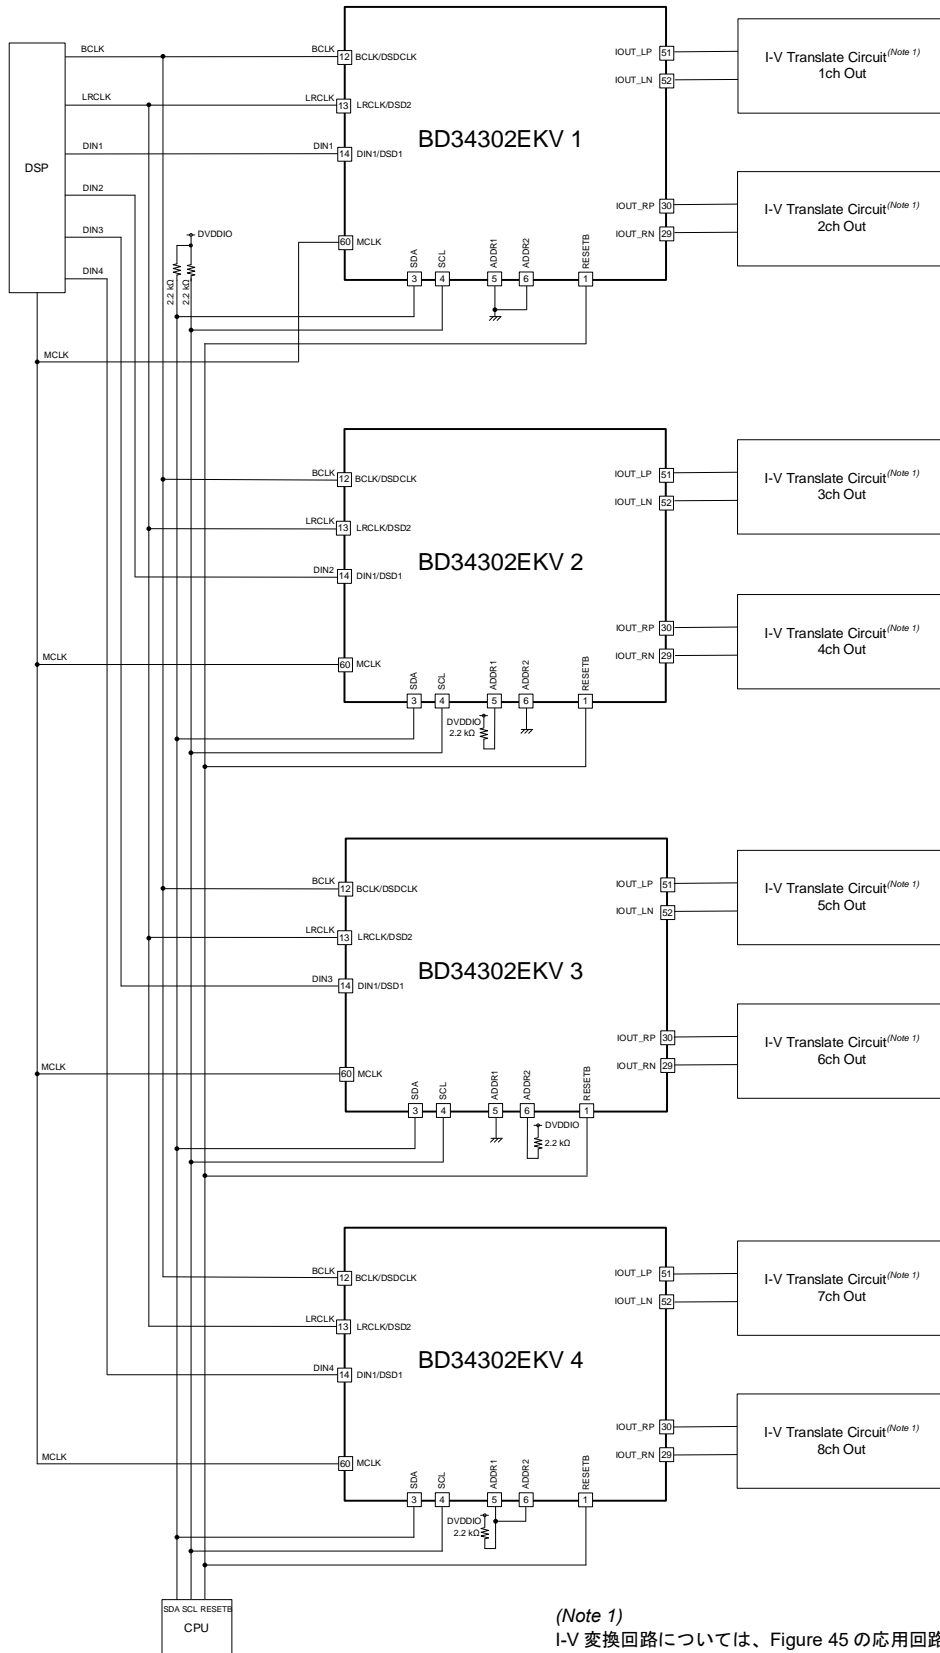 DSP
BCLK
LRCLK
DIN1
DIN2
DIN3
DIN4
MCLK
DVDDIO
2.2 kΩ
2.2 kΩ
BCLK
12 BCLK/DSDCLK
LRCLK
13 LRCLK/DSD2
DIN1
14 DIN1/DSD1
60 MCLK
BD34302EKV 1
SDA
3
SCL
4
ADDR1
5
ADDR2
6
RESETB
1
IOUT_LP 51
IOUT_LN 52
IOUT_RP 30
IOUT_RN 29
I-V Translate Circuit(Note 1)
1ch Out
I-V Translate Circuit(Note 1)
2ch Out
BCLK
12 BCLK/DSDCLK
LRCLK
13 LRCLK/DSD2
DIN2
14 DIN1/DSD1
MCLK
60 MCLK
BD34302EKV 2
SDA
3
SCL
4
ADDR1
5
ADDR2
6
RESETB
1
DVDDIO
2.2 kΩ
IOUT_LP 51
IOUT_LN 52
IOUT_RP 30
IOUT_RN 29
I-V Translate Circuit(Note 1)
3ch Out
I-V Translate Circuit(Note 1)
4ch Out
BCLK
12 BCLK/DSDCLK
LRCLK
13 LRCLK/DSD2
DIN3
14 DIN1/DSD1
MCLK
60 MCLK
BD34302EKV 3
SDA
3
SCL
4
ADDR1
5
ADDR2
6
RESETB
1
DVDDIO
2.2 kΩ
IOUT_LP 51
IOUT_LN 52
IOUT_RP 30
IOUT_RN 29
I-V Translate Circuit(Note 1)
5ch Out
I-V Translate Circuit(Note 1)
6ch Out
BCLK
12 BCLK/DSDCLK
LRCLK
13 LRCLK/DSD2
DIN4
14 DIN1/DSD1
MCLK
60 MCLK
BD34302EKV 4
SDA
3
SCL
4
ADDR1
5
ADDR2
6
RESETB
1
DVDDIO
2.2 kΩ
IOUT_LP 51
IOUT_LN 52
IOUT_RP 30
IOUT_RN 29
I-V Translate Circuit(Note 1)
7ch Out
I-V Translate Circuit(Note 1)
8ch Out
SDA SCL RESETB
CPU
(Note 1)
I-V 変換回路については、Figure 45 の応用回路